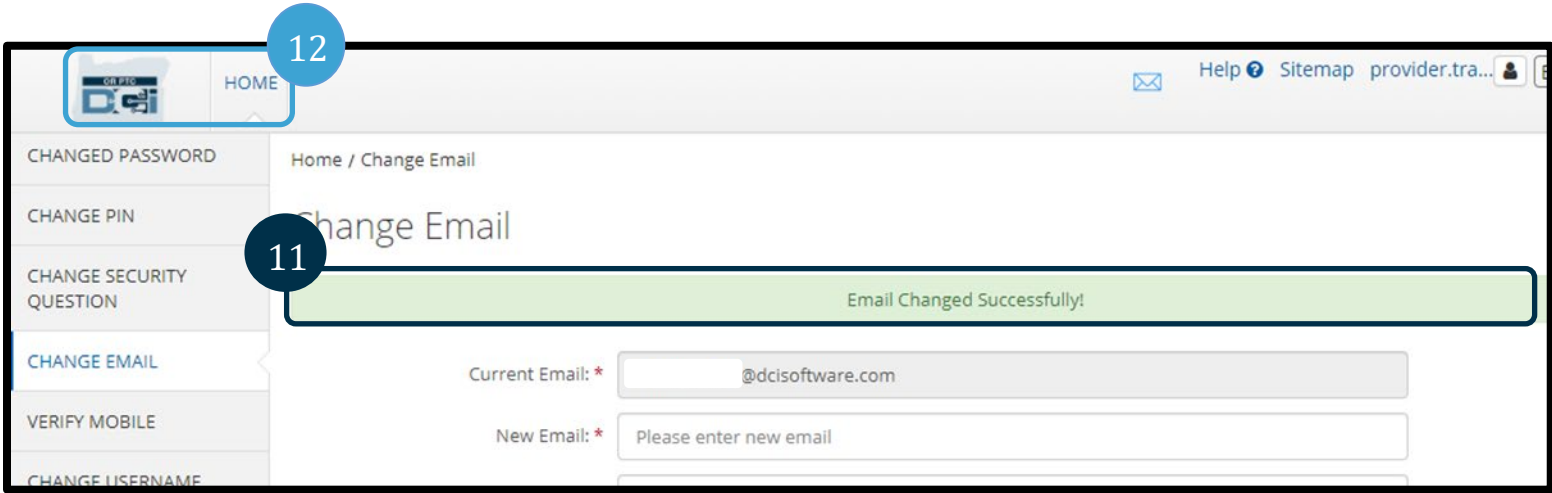 12
OR PTC
DCi
HOME
Help ? Sitemap provider.tra...
CHANGED PASSWORD
Home / Change Email
CHANGE PIN
Change Email
11
CHANGE SECURITY
QUESTION
Email Changed Successfully!
CHANGE EMAIL
Current Email: * @dcisoftware.com
VERIFY MOBILE
New Email: * Please enter new email
CHANGE USERNAME